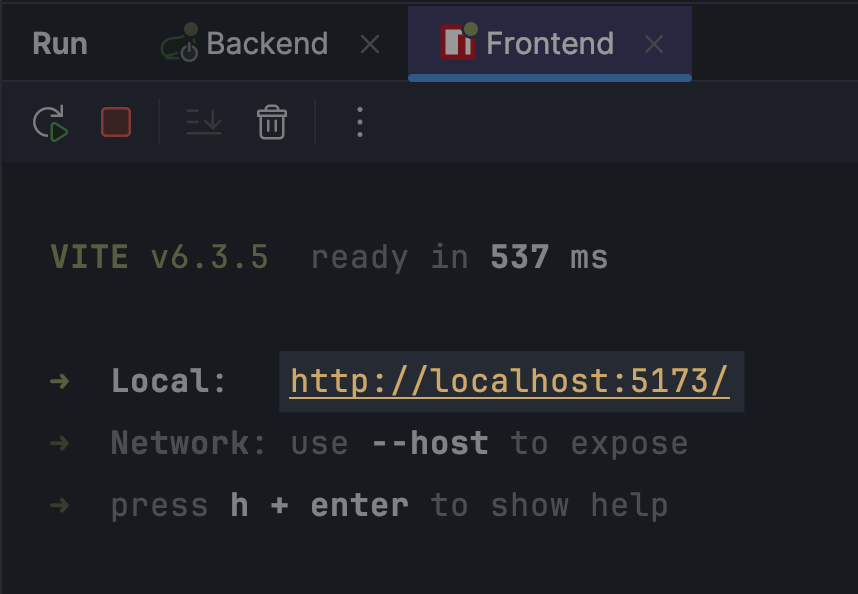 Run Backend Frontend
VITE v6.3.5 ready in 537 ms
➜ Local: http://localhost:5173/
➜ Network: use --host to expose
➜ press h + enter to show help